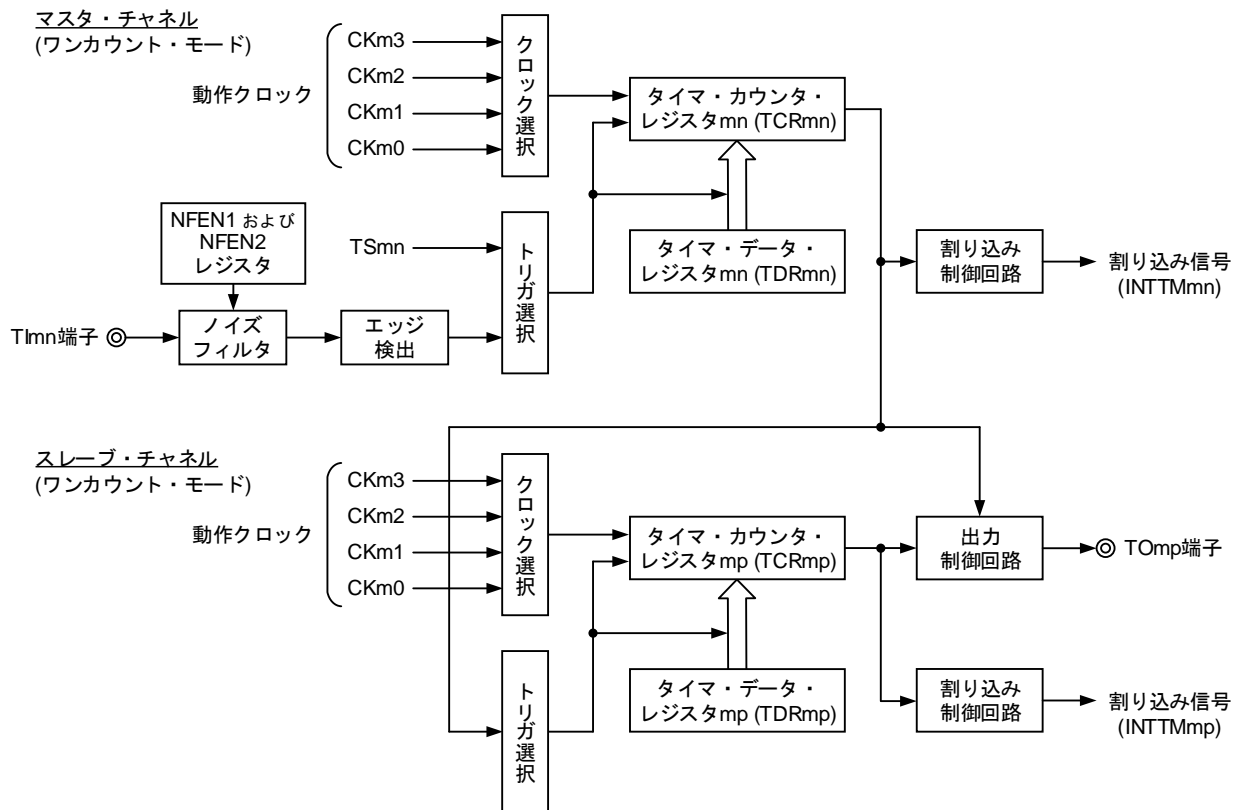 マスタ・チャネル
(ワンカウント・モード)
動作クロック
CKm3
CKm2
CKm1
CKm0
クロック選択
タイマ・カウンタ・
レジスタmn (TCRmn)
NFEN1 および
NFEN2
レジスタ
TSmn
トリガ選択
タイマ・データ・
レジスタmn (TDRmn)
割り込み
制御回路
割り込み信号
(INTTMmn)
TImn端子
ノイズ
フィルタ
エッジ
検出
スレーブ・チャネル
(ワンカウント・モード)
動作クロック
CKm3
CKm2
CKm1
CKm0
クロック選択
タイマ・カウンタ・
レジスタmp (TCRmp)
出力
制御回路
TOmp端子
トリガ選択
タイマ・データ・
レジスタmp (TDRmp)
割り込み
制御回路
割り込み信号
(INTTMmp)